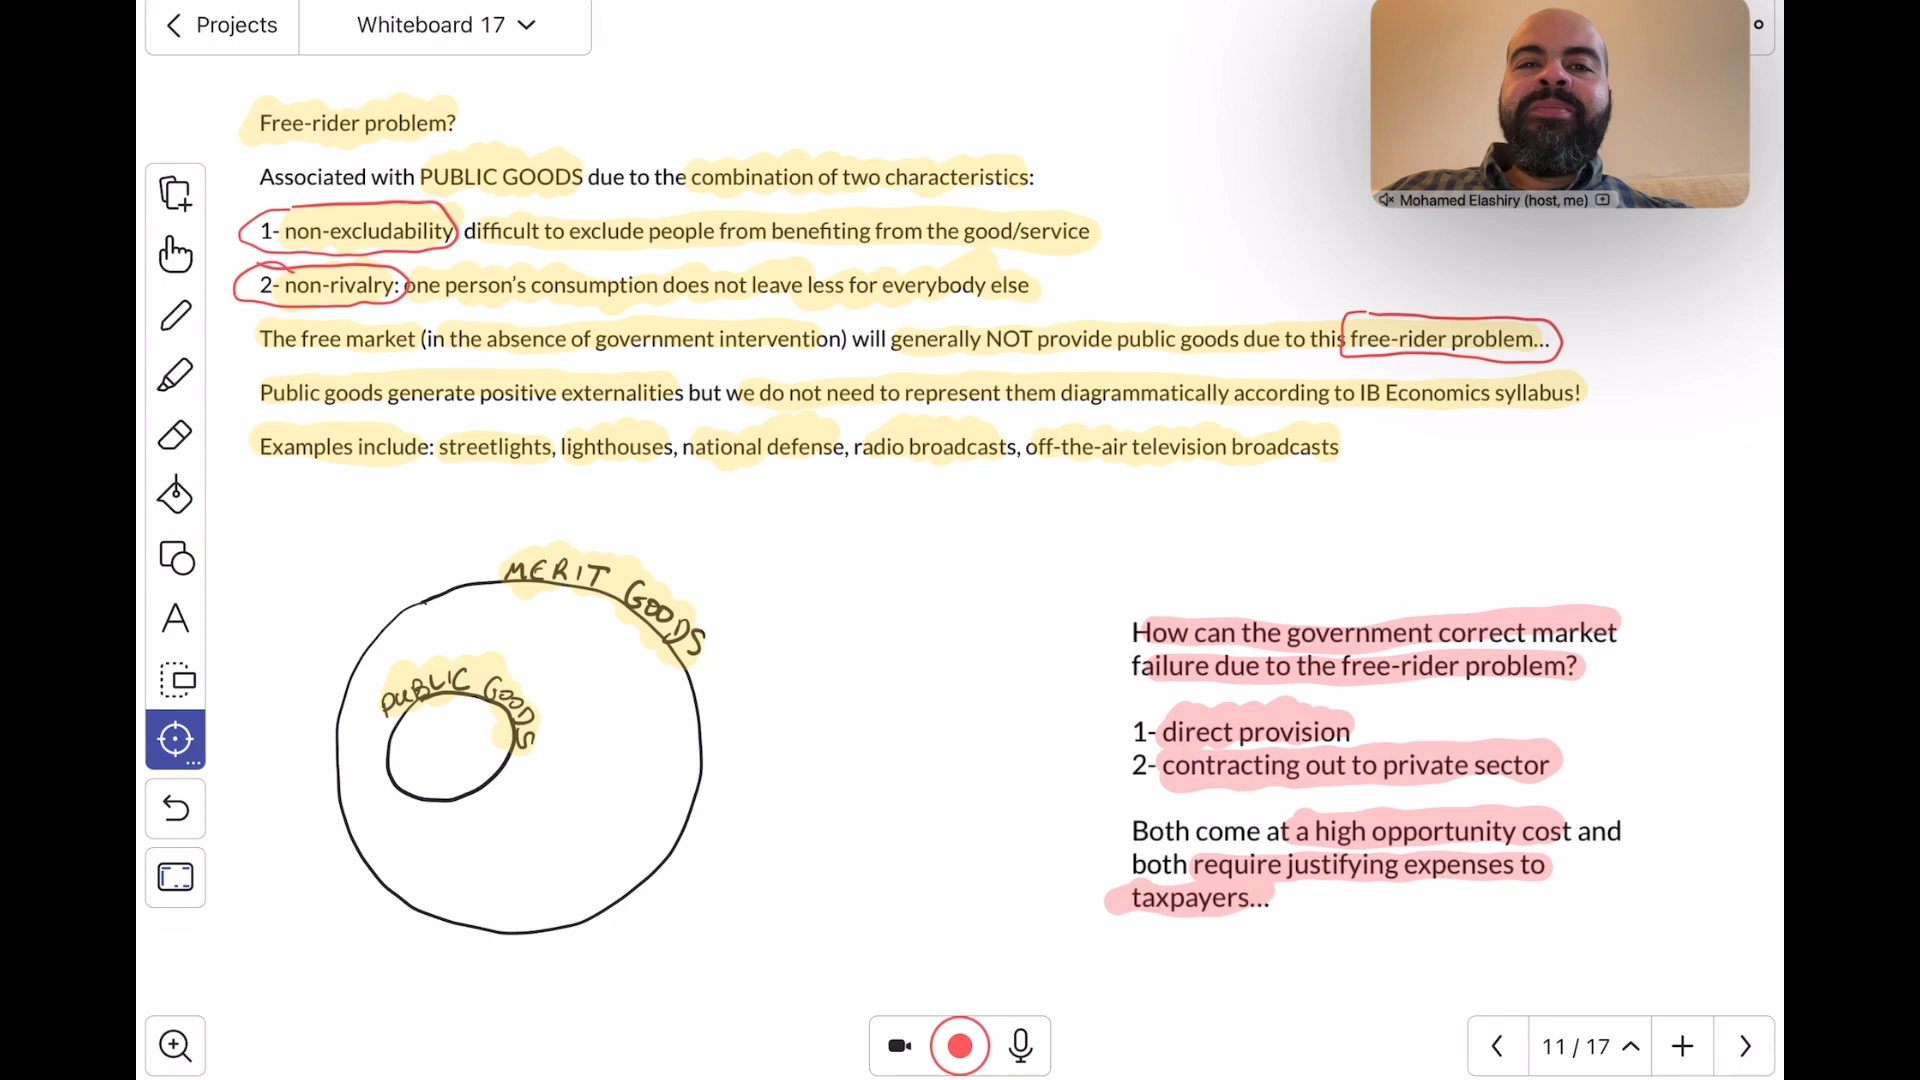 Projects
Whiteboard 17
Free-rider problem?
Associated with PUBLIC GOODS due to the combination of two characteristics:
1- non-excludability difficult to exclude people from benefiting from the good/service
2- non-rivalry: one person's consumption does not leave less for everybody else
The free market (in the absence of government intervention) will generally NOT provide public goods due to this free-rider problem...
Public goods generate positive externalities but we do not need to represent them diagrammatically according to IB Economics syllabus!
Examples include: streetlights, lighthouses, national defense, radio broadcasts, off-the-air television broadcasts
Mohamed Elashiry (host, me)
MERIT GOODS
PUBLIC GOODS
How can the government correct market
failure due to the free-rider problem?
1- direct provision
2- contracting out to private sector
Both come at a high opportunity cost and
both require justifying expenses to
taxpayers...
A
11 / 17